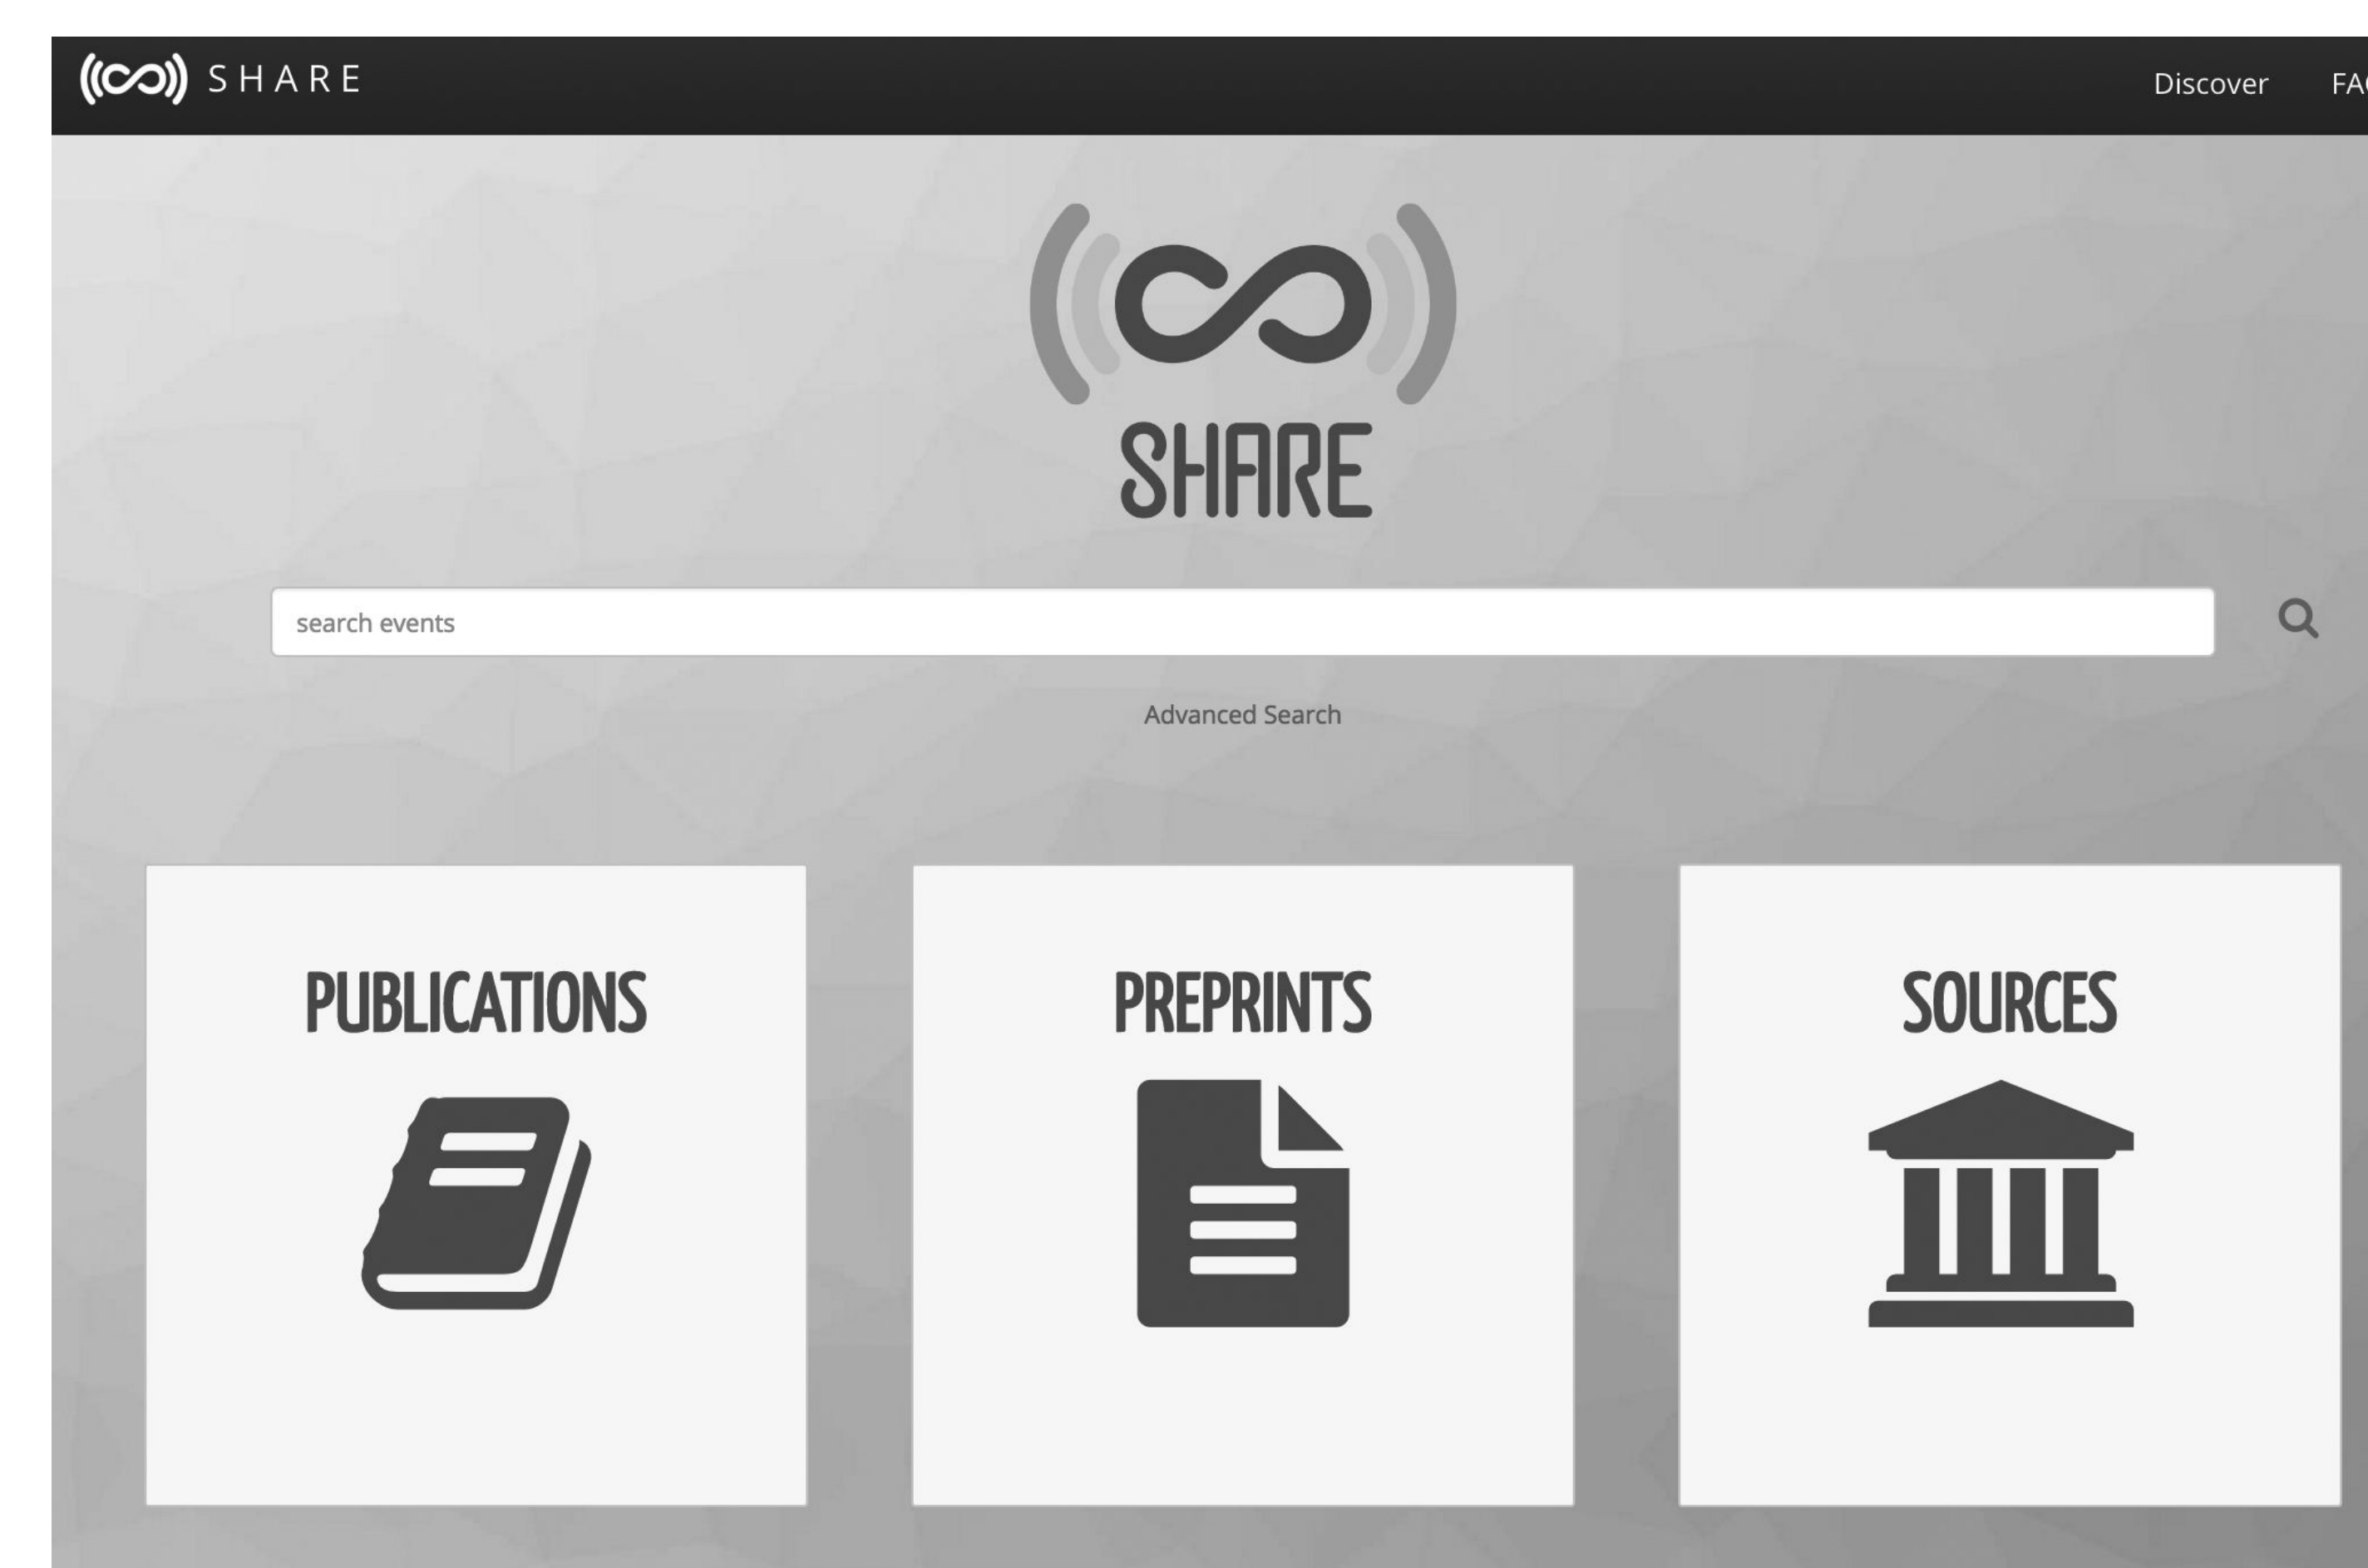 SHARE
Discover
SHARE
search events
Advanced Search
PUBLICATIONS
PREPRINTS
SOURCES